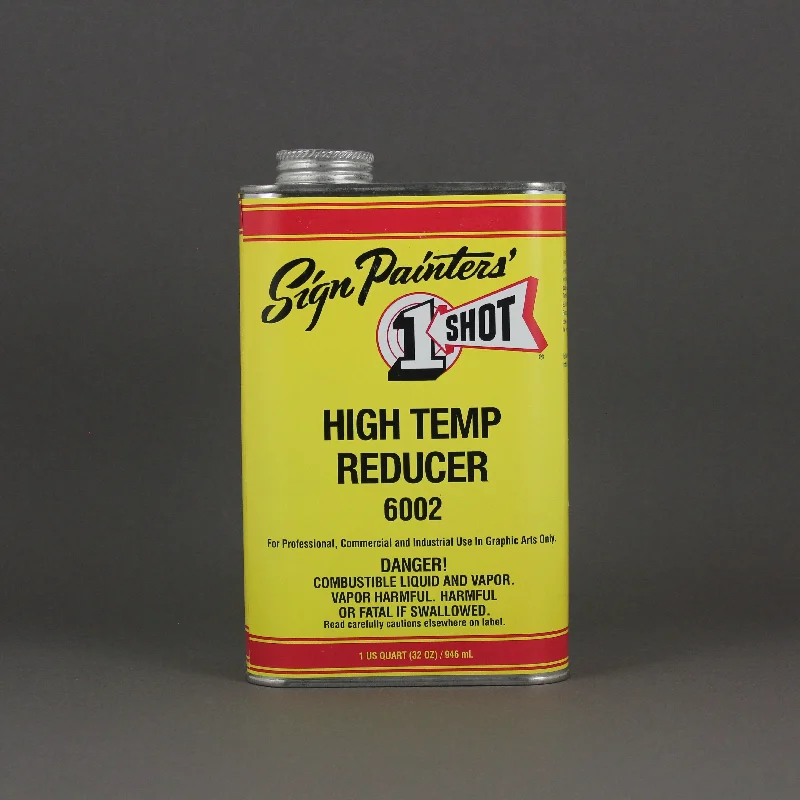 Sign Painters'
1 SHOT
®
HIGH TEMP
REDUCER
6002
For Professional, Commercial and Industrial Use In Graphic Arts Only.
DANGER!
COMBUSTIBLE LIQUID AND VAPOR.
VAPOR HARMFUL. HARMFUL
OR FATAL IF SWALLOWED.
Read carefully cautions elsewhere on label.
1 US QUART (32 OZ) / 946 mL